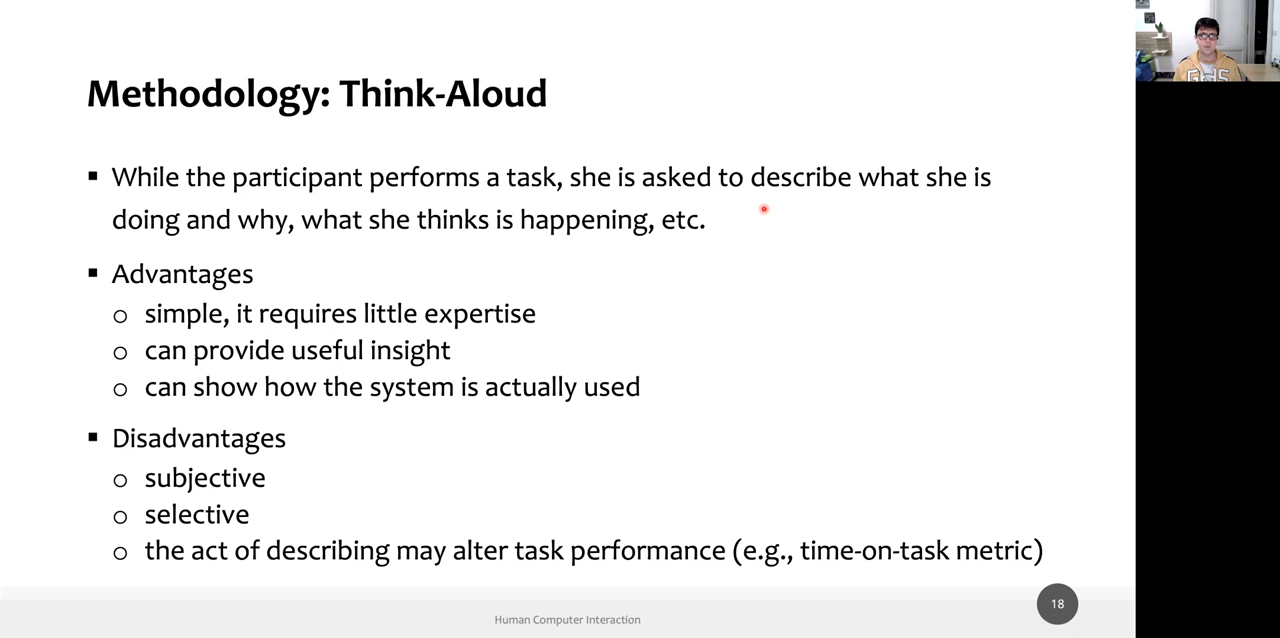 Methodology: Think-Aloud
▪ While the participant performs a task, she is asked to describe what she is
doing and why, what she thinks is happening, etc.
▪ Advantages
o simple, it requires little expertise
o can provide useful insight
o can show how the system is actually used
▪ Disadvantages
o subjective
o selective
o the act of describing may alter task performance (e.g., time-on-task metric)
18
Human Computer Interaction